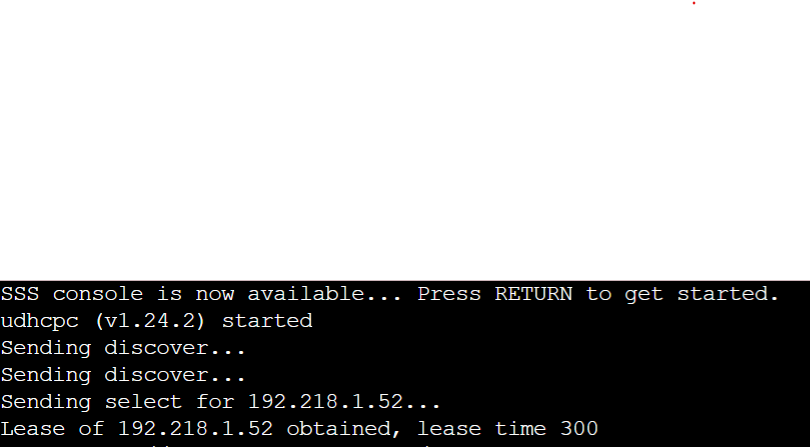 SSS console is now available... Press RETURN to get started.
udhcpc (v1.24.2) started
Sending discover...
Sending discover...
Sending select for 192.218.1.52...
Lease of 192.218.1.52 obtained, lease time 300